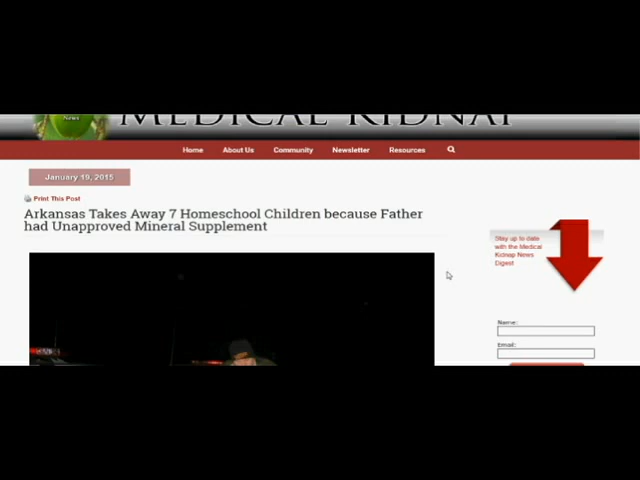 News
MEDICAL KIDNAP
Home About Us Community Newsletter Resources
January 19, 2015
Print This Post
Arkansas Takes Away 7 Homeschool Children because Father
had Unapproved Mineral Supplement
Stay up to date
with the Medical
Kidnap News
Digest
Name:
Email: